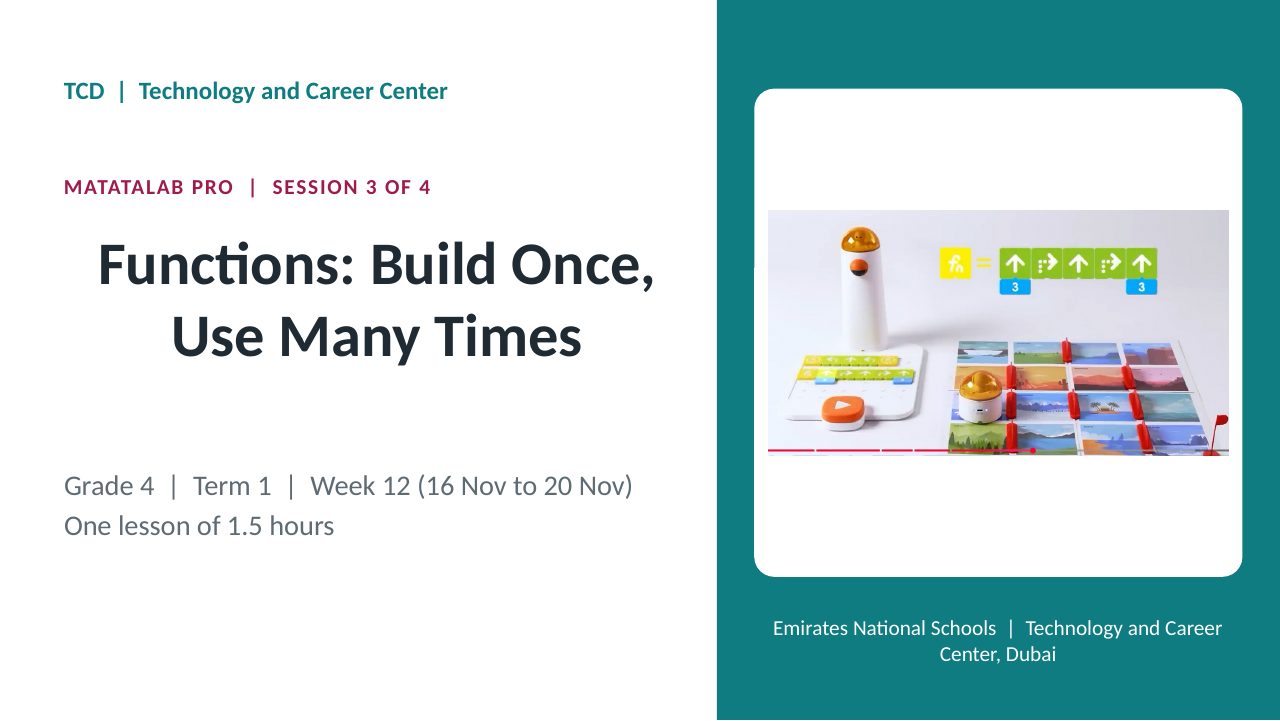 TCD | Technology and Career Center
MATATALAB PRO | SESSION 3 OF 4
Functions: Build Once,
Use Many Times
Grade 4 | Term 1 | Week 12 (16 Nov to 20 Nov)
One lesson of 1.5 hours
fn =
3 3
Emirates National Schools | Technology and Career
Center, Dubai